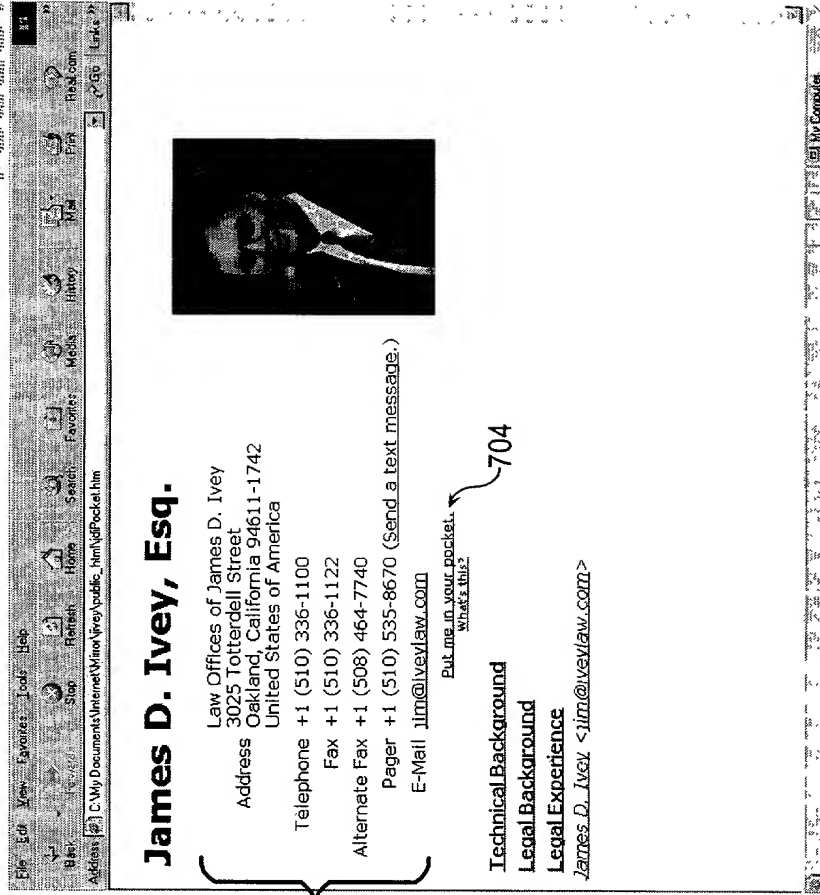 File Edit View Favorites Tools Help
Back Forward Stop Refresh Home Search Favorites Media History Mail Print Real.com
Address C:\My Documents\Internet\Minor\ivey\public_html\jdiPocket.htm Go Links »
James D. Ivey, Esq.
Address Law Offices of James D. Ivey
3025 Totterdell Street
Oakland, California 94611-1742
United States of America
Telephone +1 (510) 336-1100
Fax +1 (510) 336-1122
Alternate Fax +1 (508) 464-7740
Pager +1 (510) 535-8670 (Send a text message.)
E-Mail jim@iveylaw.com
Put me in your pocket.
What's this?
704
Technical Background
Legal Background
Legal Experience
James D. Ivey <jim@iveylaw.com>
My Computer